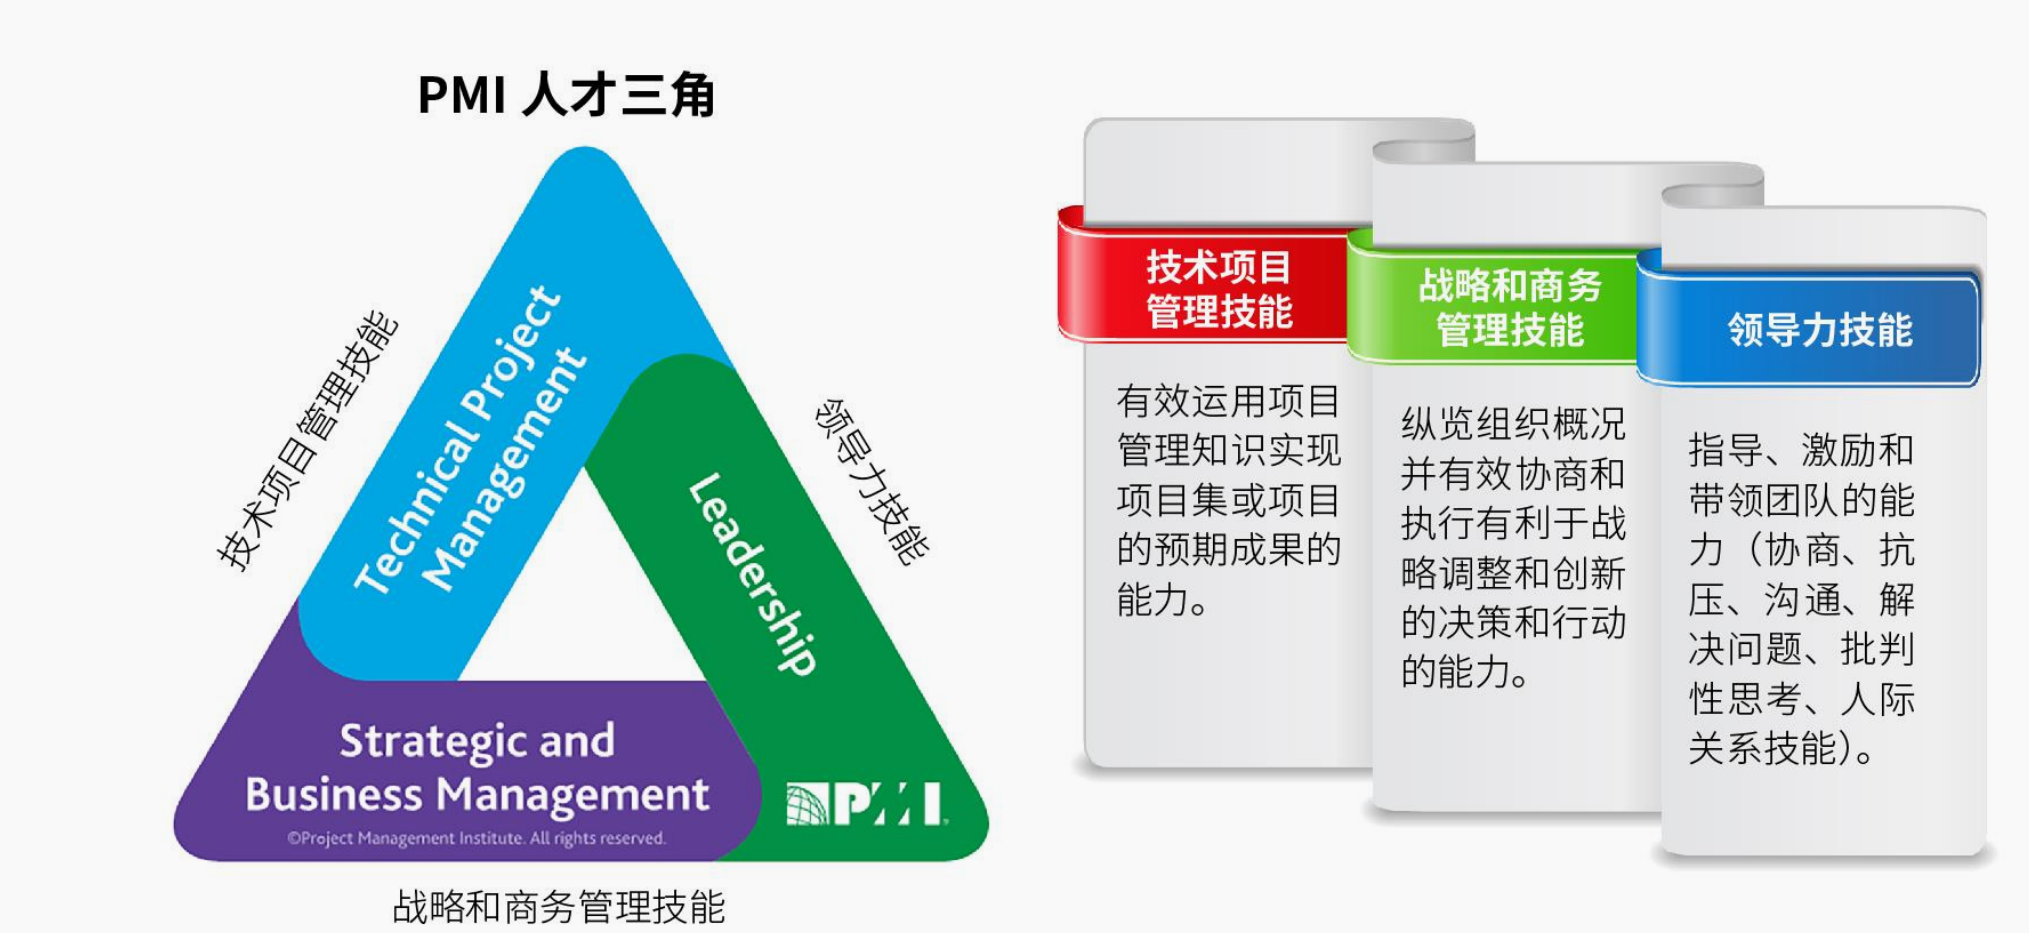 PMI 人才三角
技术项目管理技能
Technical Project
Management
领导力技能
Leadership
Strategic and
Business Management
©Project Management Institute. All rights reserved.
PMI
战略和商务管理技能
技术项目
管理技能
有效运用项目
管理知识实现
项目集或项目
的预期成果的
能力。
战略和商务
管理技能
纵览组织概况
并有效协商和
执行有利于战
略调整和创新
的决策和行动
的能力。
领导力技能
指导、激励和
带领团队的能
力（协商、抗
压、沟通、解
决问题、批判
性思考、人际
关系技能）。